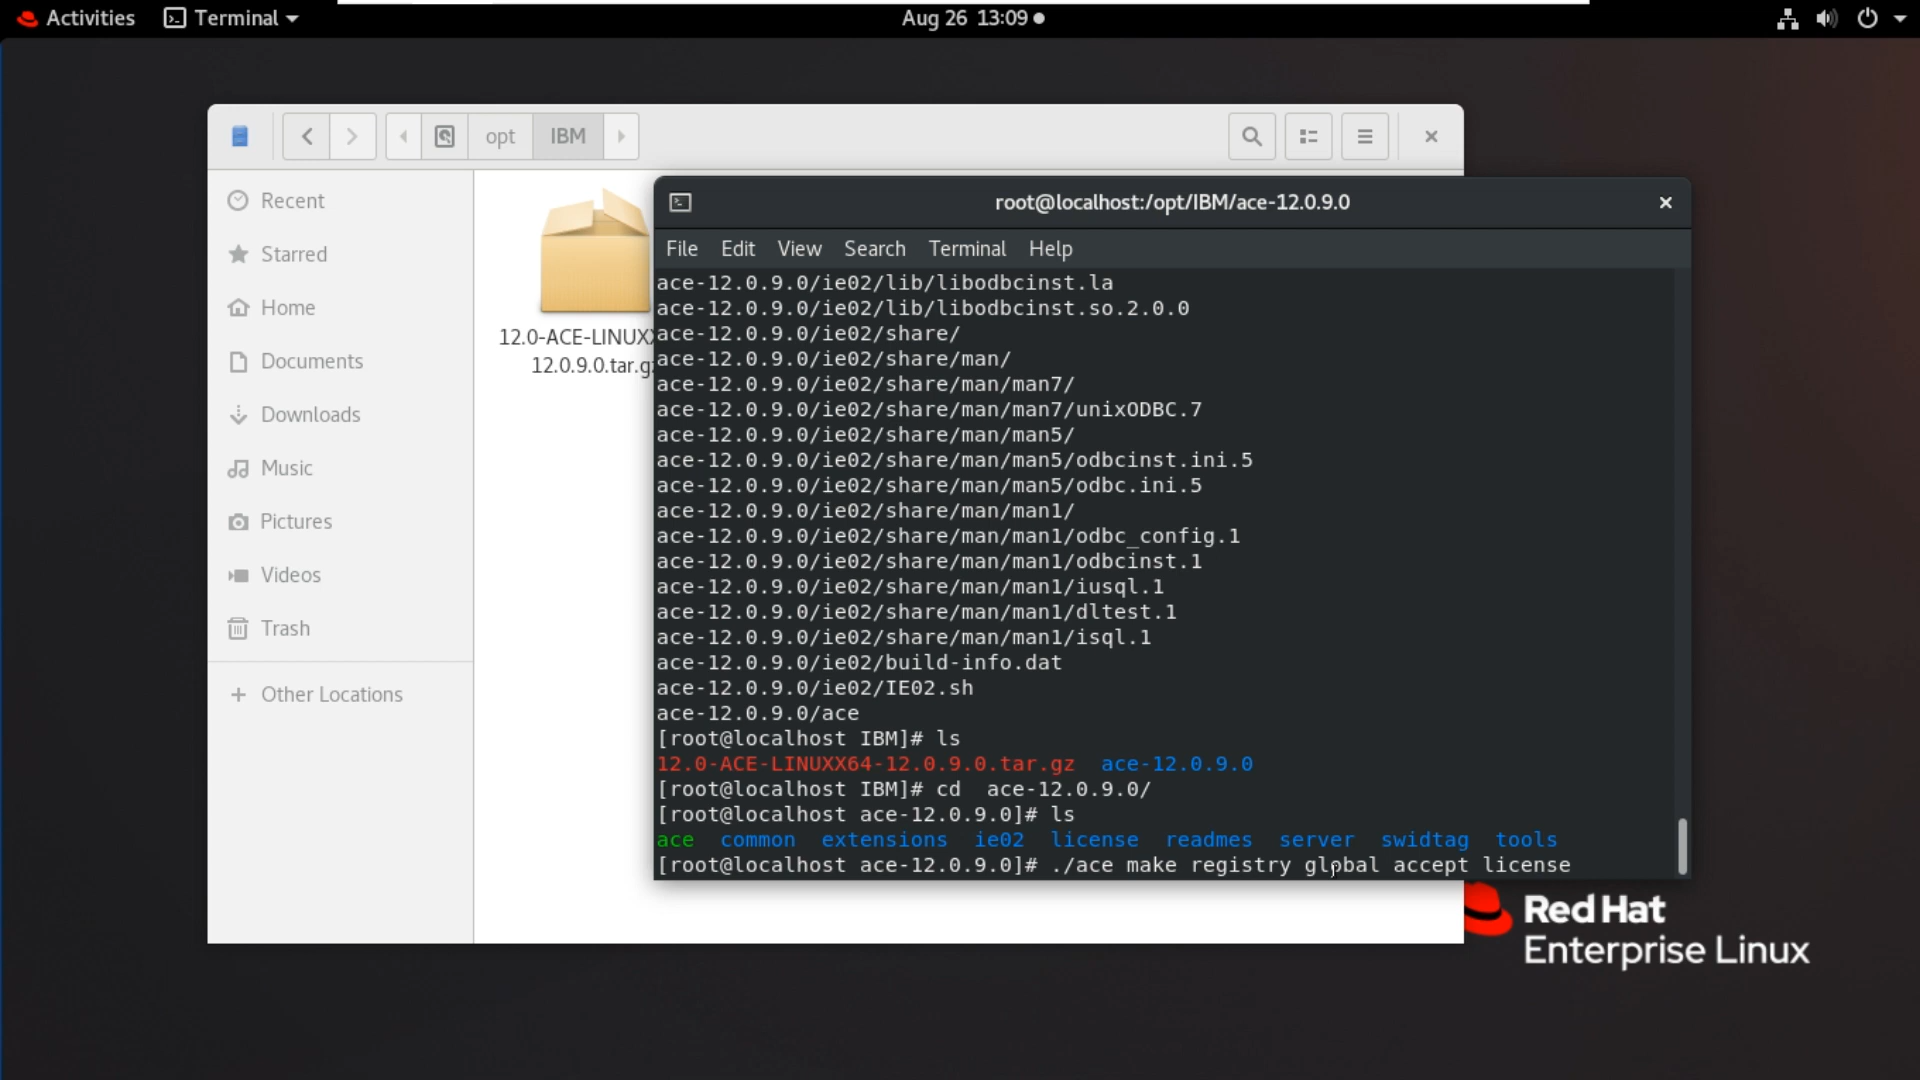 Activities
Terminal
Aug 26 13:09
opt
IBM
Recent
Starred
Home
Documents
Downloads
Music
Pictures
Videos
Trash
+ Other Locations
12.0-ACE-LINUXX
12.0.9.0.tar.gz
root@localhost:/opt/IBM/ace-12.0.9.0
File Edit View Search Terminal Help
ace-12.0.9.0/ie02/lib/libodbcinst.la
ace-12.0.9.0/ie02/lib/libodbcinst.so.2.0.0
ace-12.0.9.0/ie02/share/
ace-12.0.9.0/ie02/share/man/
ace-12.0.9.0/ie02/share/man/man7/
ace-12.0.9.0/ie02/share/man/man7/unixODBC.7
ace-12.0.9.0/ie02/share/man/man5/
ace-12.0.9.0/ie02/share/man/man5/odbcinst.ini.5
ace-12.0.9.0/ie02/share/man/man5/odbc.ini.5
ace-12.0.9.0/ie02/share/man/man1/
ace-12.0.9.0/ie02/share/man/man1/odbc_config.1
ace-12.0.9.0/ie02/share/man/man1/odbcinst.1
ace-12.0.9.0/ie02/share/man/man1/iusql.1
ace-12.0.9.0/ie02/share/man/man1/dltest.1
ace-12.0.9.0/ie02/share/man/man1/isql.1
ace-12.0.9.0/ie02/build-info.dat
ace-12.0.9.0/ie02/IE02.sh
ace-12.0.9.0/ace
[root@localhost IBM]# ls
12.0-ACE-LINUXX64-12.0.9.0.tar.gz  ace-12.0.9.0
[root@localhost IBM]# cd  ace-12.0.9.0/
[root@localhost ace-12.0.9.0]# ls
ace  common  extensions  ie02  license  readmes  server  swidtag  tools
[root@localhost ace-12.0.9.0]# ./ace make registry global accept license
Red Hat
Enterprise Linux